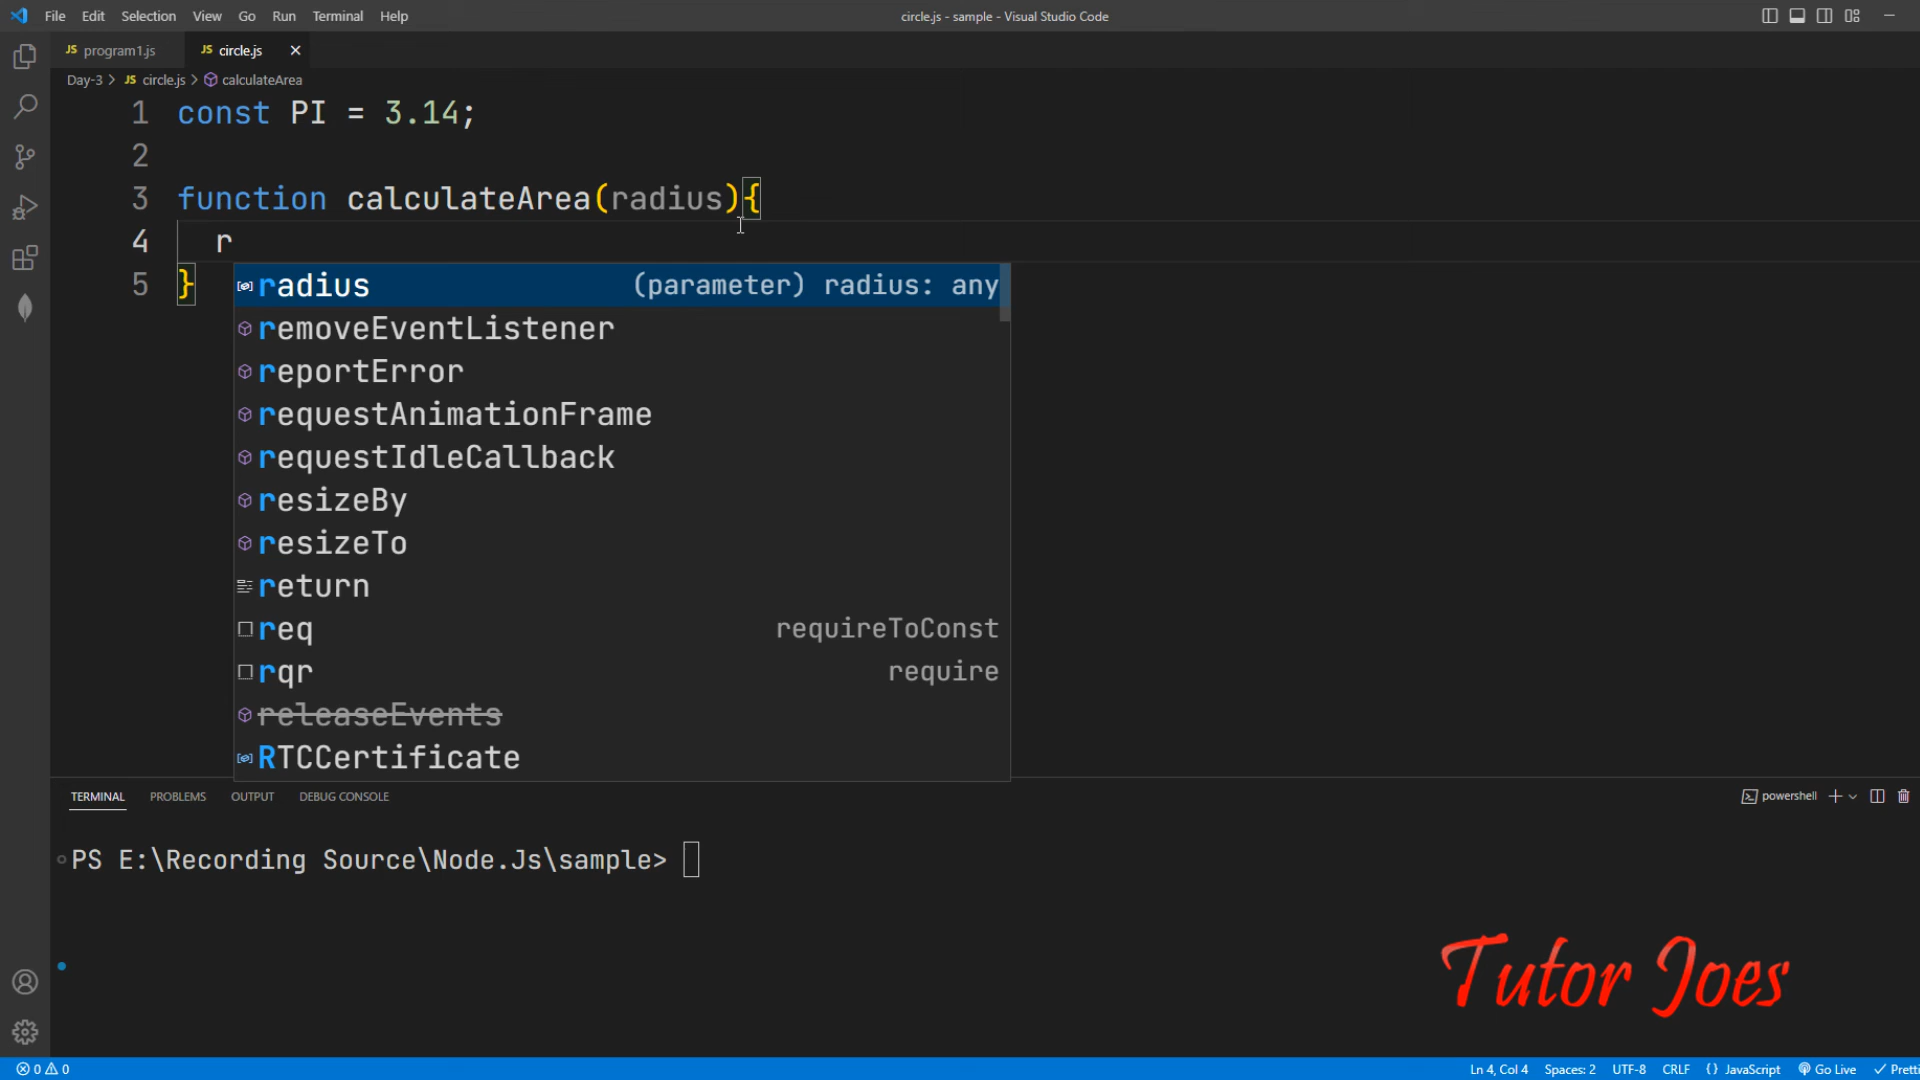 File Edit Selection View Go Run Terminal Help
circle.js - sample - Visual Studio Code
JS program1.js
JS circle.js ×
Day-3 > JS circle.js > calculateArea
1 const PI = 3.14;
2
3 function calculateArea(radius){
4 r
5 }
radius (parameter) radius: any
removeEventListener
reportError
requestAnimationFrame
requestIdleCallback
resizeBy
resizeTo
return
req requireToConst
rqr require
releaseEvents
RTCCertificate
TERMINAL PROBLEMS OUTPUT DEBUG CONSOLE
powershell
PS E:\Recording Source\Node.Js\sample>
Tutor Joes
0 0
Ln 4, Col 4 Spaces: 2 UTF-8 CRLF {} JavaScript Go Live ✓ Pretti